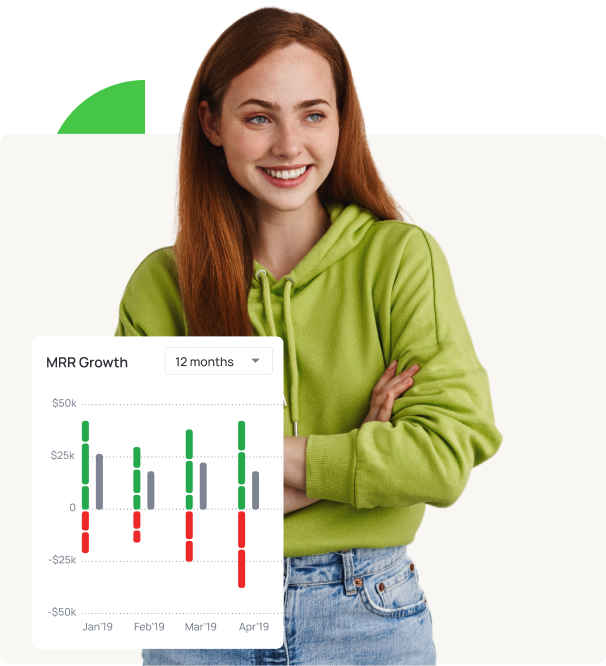 MRR Growth
12 months
$50k
$25k
0
-$25k
-$50k
Jan'19
Feb'19
Mar'19
Apr'19